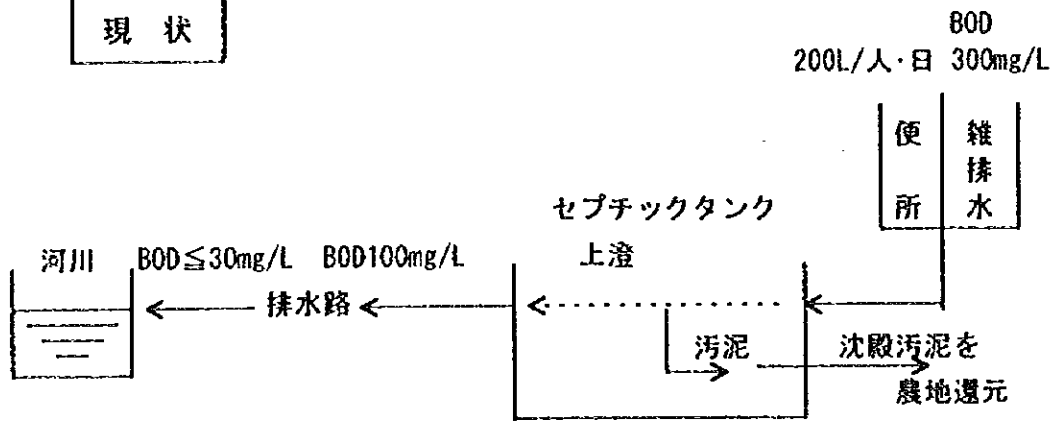 現状
BOD
200L/人・日 300mg/L
便所
雑排水
セプチックタンク
河川 BOD≦30mg/L BOD100mg/L 上澄
排水路
汚泥 沈殿汚泥を
農地還元